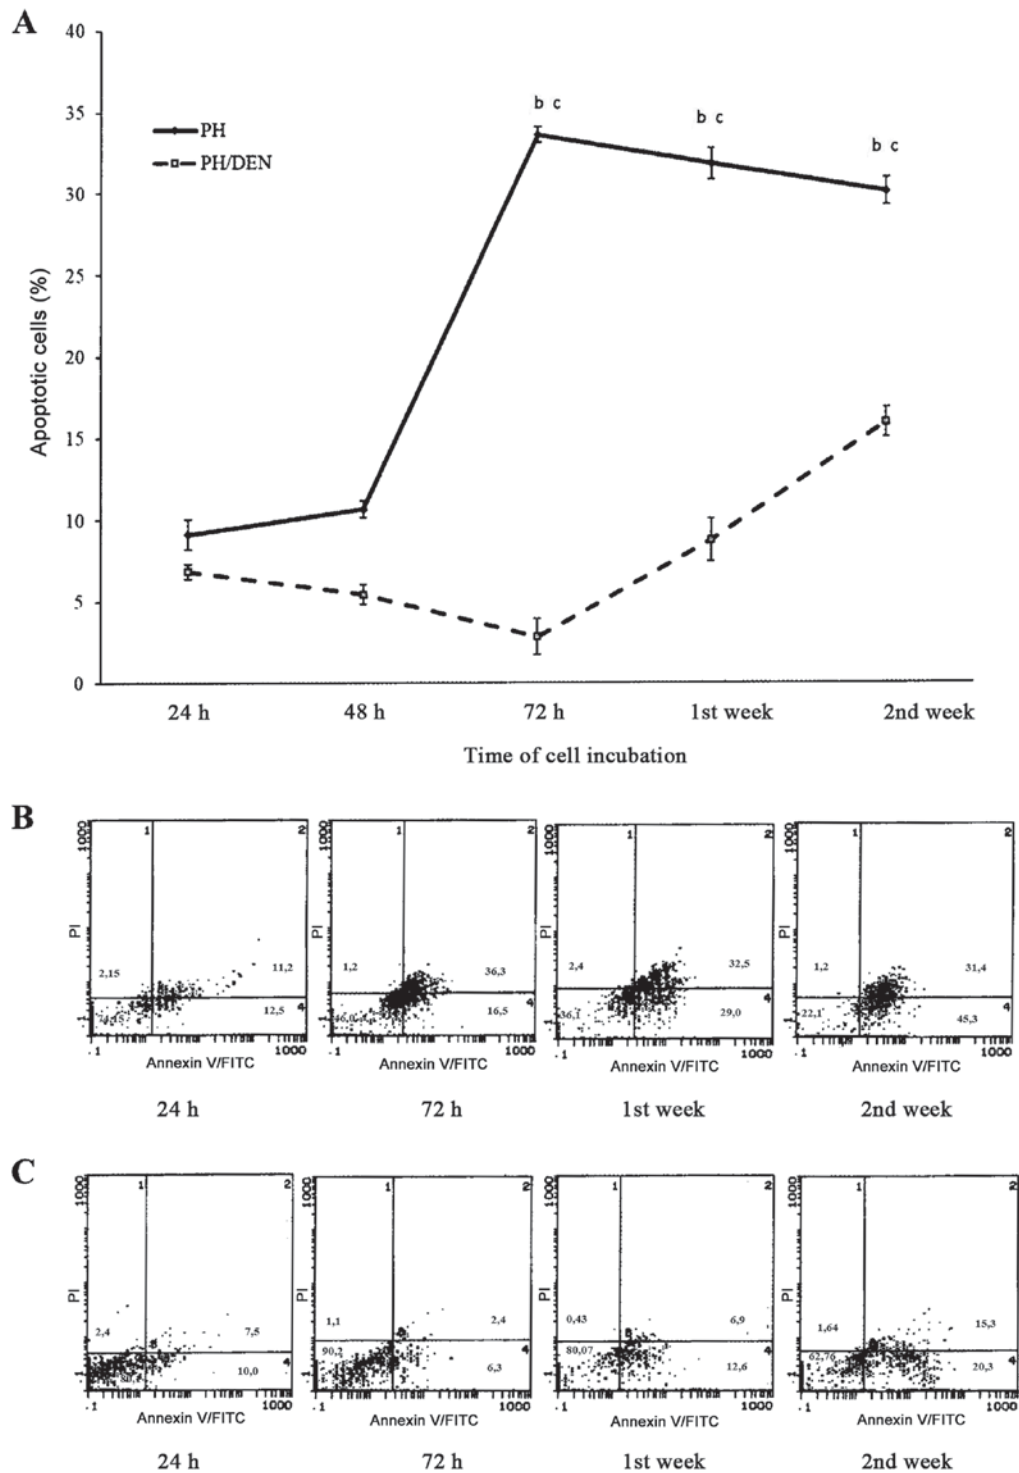 A
40
35
30
25
20
15
10
5
0
Apoptotic cells (%)
PH
PH/DEN
b c
b c
b c
24 h 48 h 72 h 1st week 2nd week
Time of cell incubation
B
1000 1 2
PI
2,15 11,2
4
12,5
.1
.1 1000
Annexin V/FITC
24 h
1000 1 2
PI
1,2 36,3
4
16,5
.1
.1 1000
Annexin V/FITC
72 h
1000 1 2
PI
2,4 32,5
4
36,1 29,0
.1
.1 1000
Annexin V/FITC
1st week
1000 1 2
PI
1,2 31,4
4
22,1 45,3
.1
.1 1000
Annexin V/FITC
2nd week
C
1000 1 2
PI
2,4 7,5
4
10,0
.1
.1 1000
Annexin V/FITC
24 h
1000 1 2
PI
1,1 2,4
4
90,2 6,3
.1
.1 1000
Annexin V/FITC
72 h
1000 1 2
PI
0,43 6,9
4
80,07 12,6
.1
.1 1000
Annexin V/FITC
1st week
1000 1 2
PI
1,64 15,3
4
62,76 20,3
.1
.1 1000
Annexin V/FITC
2nd week